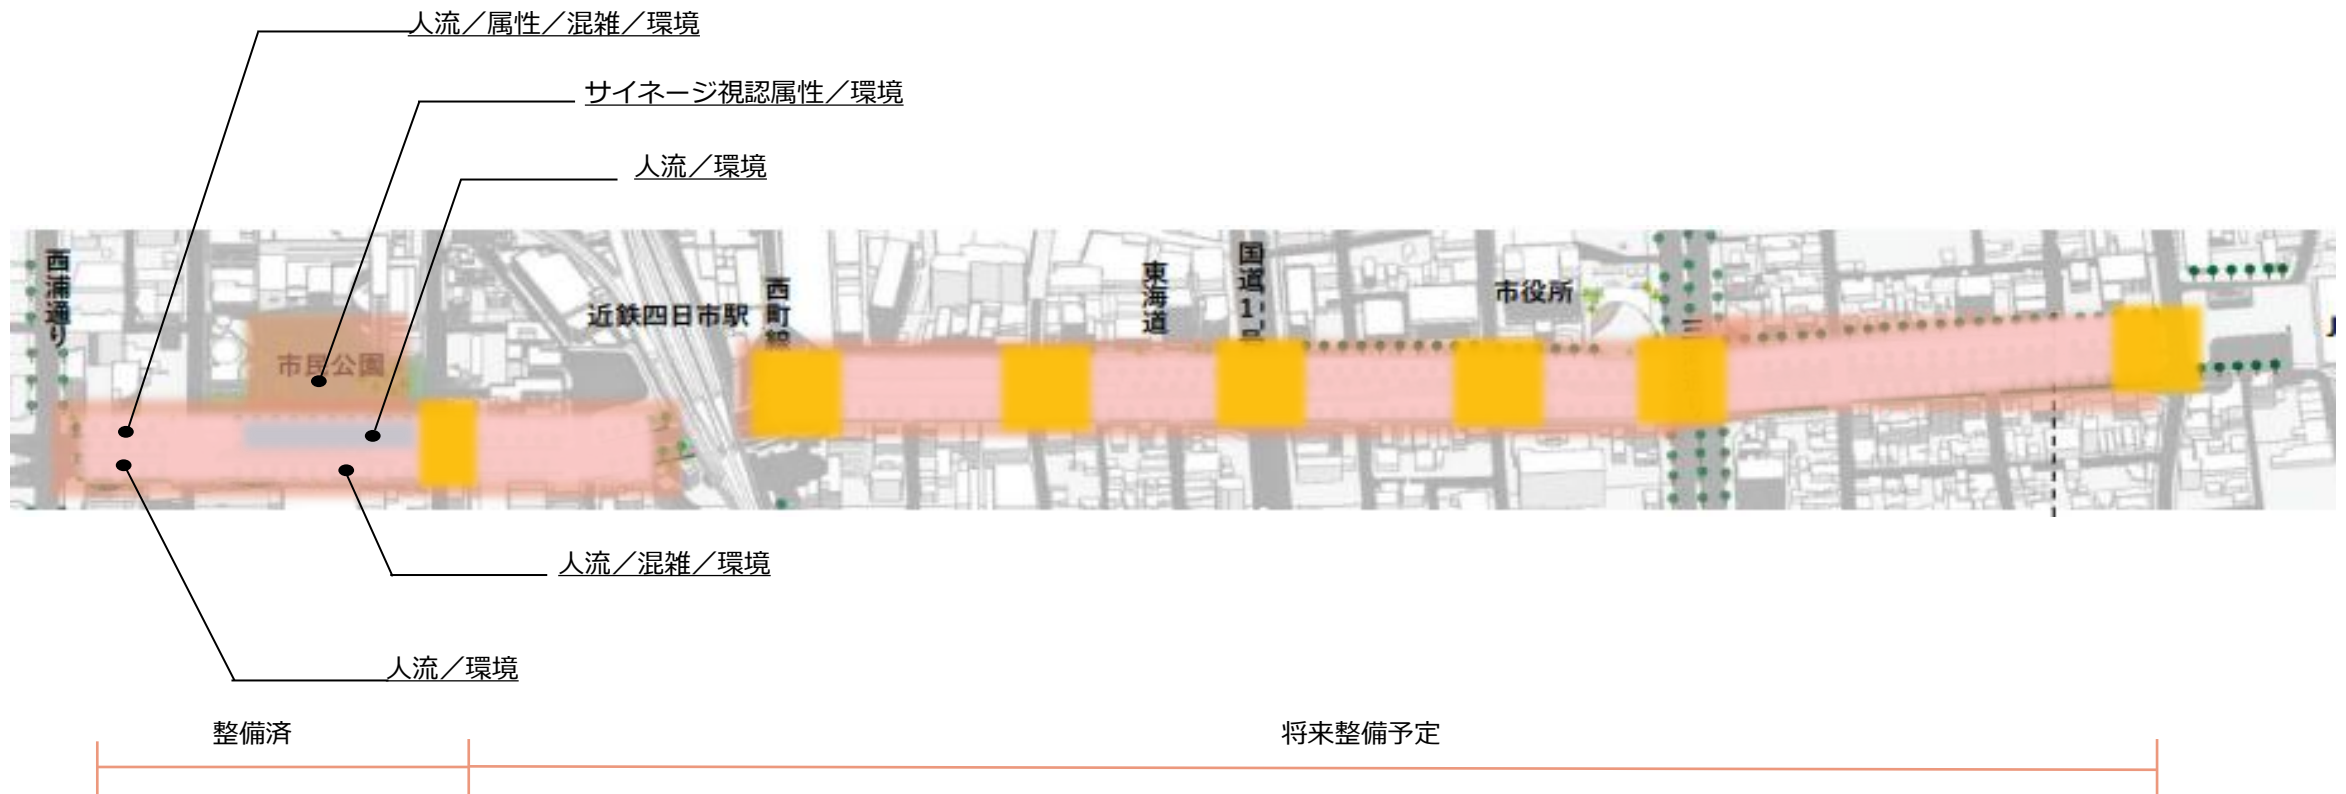 人流／属性／混雑／環境
サイネージ視認属性／環境
人流／環境
西浦通り
市民公園
近鉄四日市駅
西町線
東海道
国道1号
市役所
三
人流／混雑／環境
人流／環境
整備済
将来整備予定